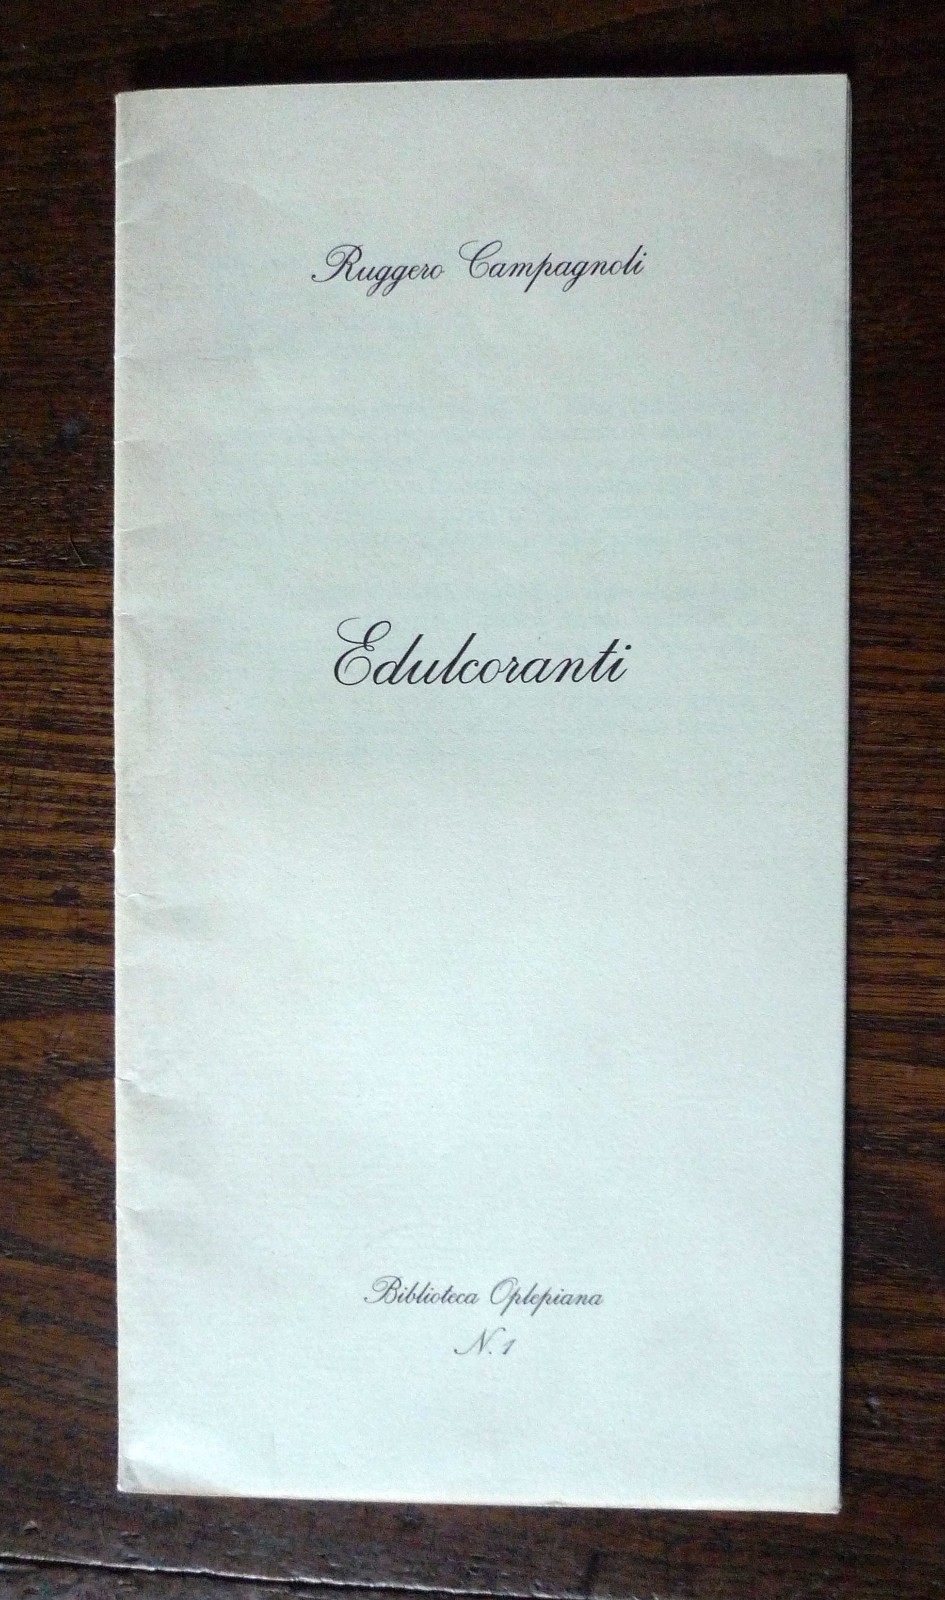 Ruggero Campagnoli
Edulcoranti
Biblioteca Oplepiana
N. 1